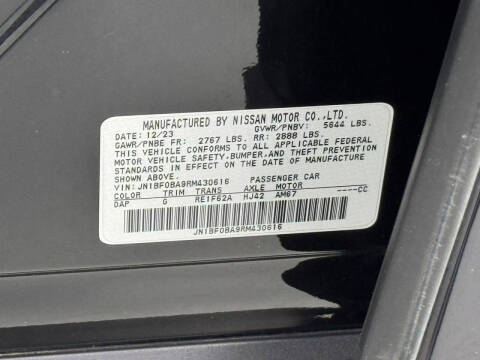 MANUFACTURED BY NISSAN MOTOR CO.,LTD.
DATE: 12/23 GVWR/PNBV: 5644 LBS.
GAWR/PNBE FR: 2767 LBS. RR: 2888 LBS.
THIS VEHICLE CONFORMS TO ALL APPLICABLE FEDERAL
MOTOR VEHICLE SAFETY,BUMPER,AND THEFT PREVENTION
STANDARDS IN EFFECT ON THE DATE OF MANUFACTURE
SHOWN ABOVE.
VIN: JN1BF0BA9RM430616 PASSENGER CAR
COLOR TRIM TRANS AXLE MOTOR ----CC
DAP G RE1F62A HJ42 AM67
JN1BF0BA9RM430616